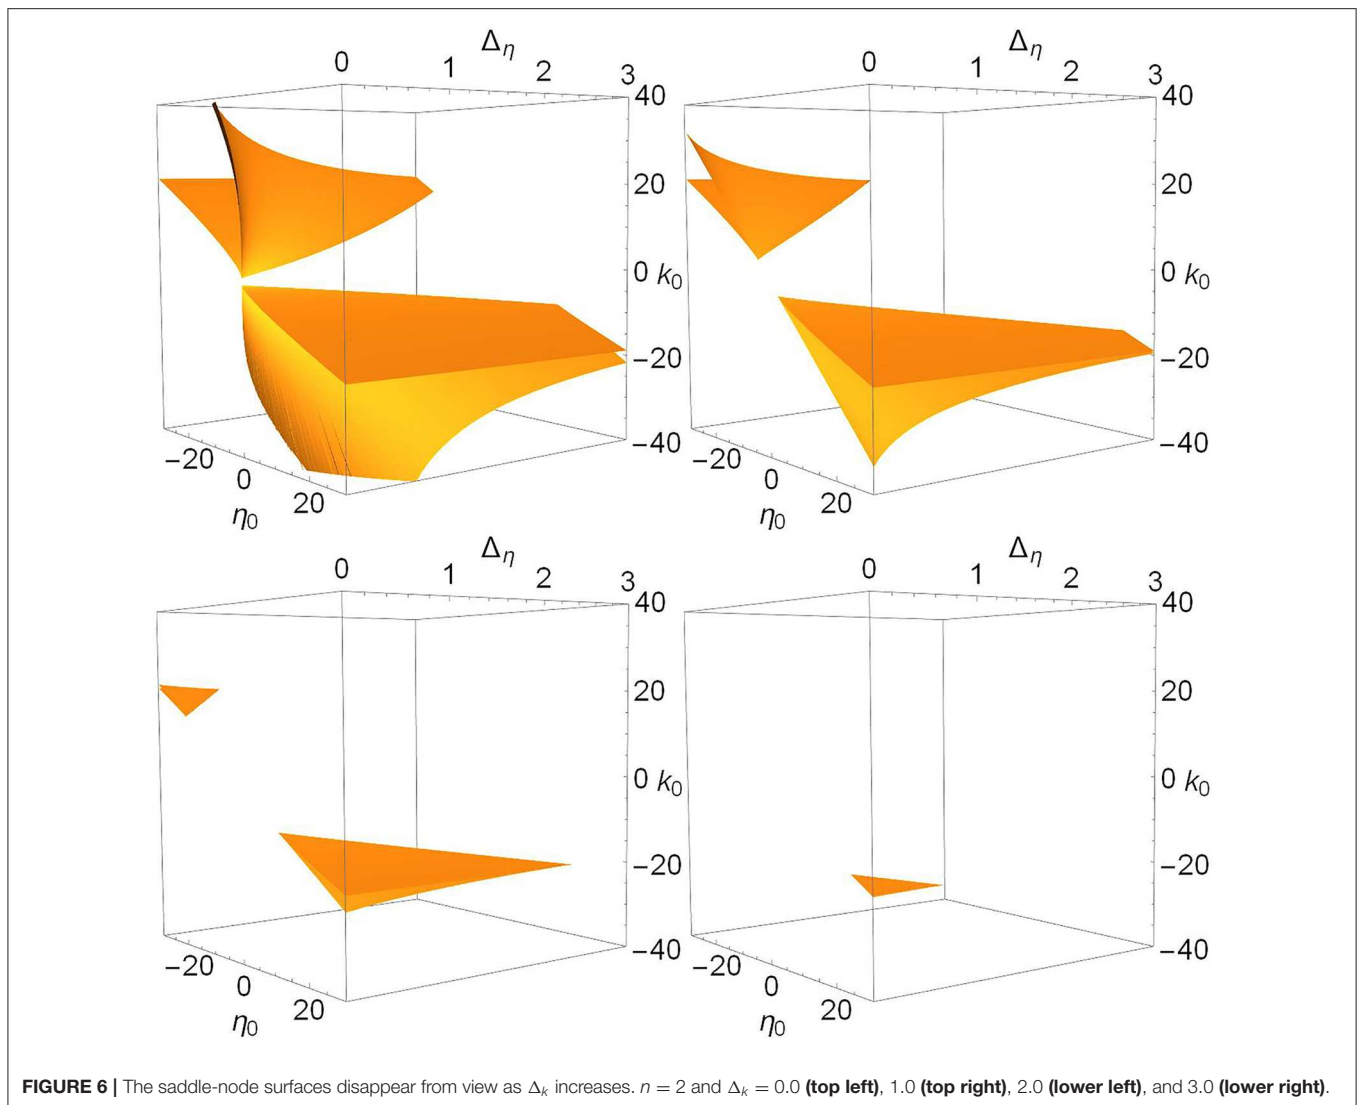 Δη
0 1 2 3
40
20
0 k0
−20
−40
−20
0
20
η0
Δη
0 1 2 3
40
20
0 k0
−20
−40
−20
0
20
η0
Δη
0 1 2 3
40
20
0 k0
−20
−40
−20
0
20
η0
Δη
0 1 2 3
40
20
0 k0
−20
−40
−20
0
20
η0
FIGURE 6 | The saddle-node surfaces disappear from view as Δk increases. n = 2 and Δk = 0.0 (top left), 1.0 (top right), 2.0 (lower left), and 3.0 (lower right).